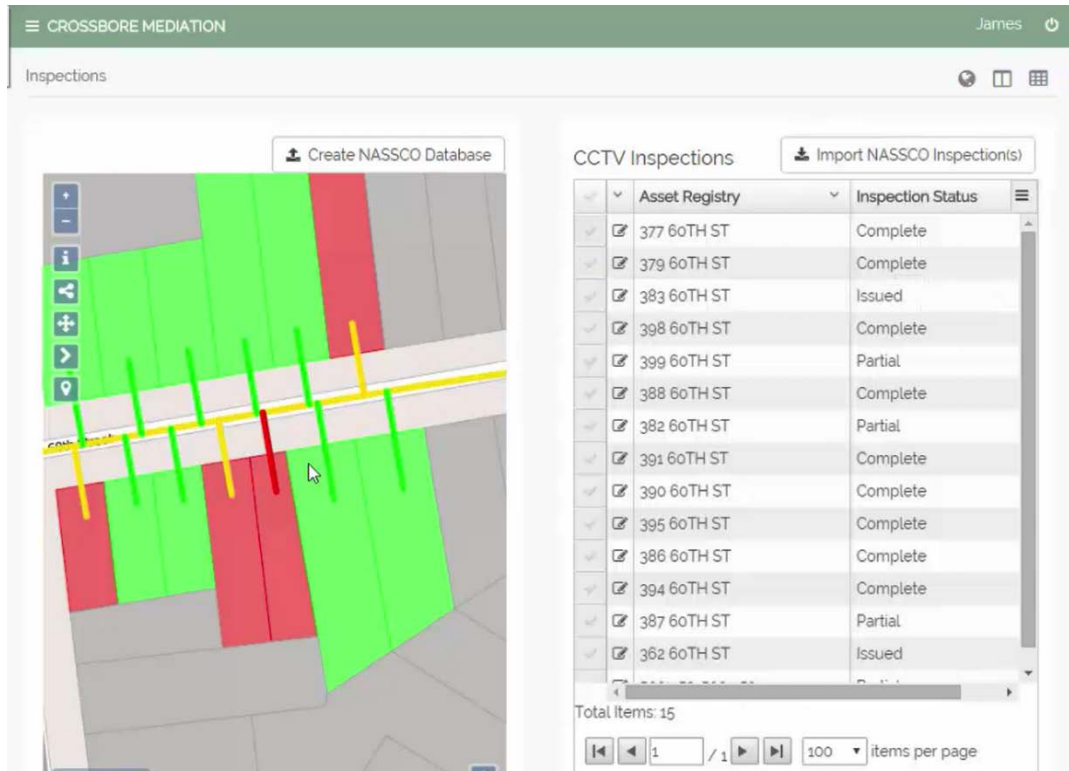 CROSSBORE MEDIATION
James
Inspections
Create NASSCO Database
CCTV Inspections
Import NASSCO Inspection(s)
Asset Registry Inspection Status
377 60TH ST Complete
379 60TH ST Complete
383 60TH ST Issued
398 60TH ST Complete
399 60TH ST Partial
388 60TH ST Complete
382 60TH ST Partial
391 60TH ST Complete
390 60TH ST Complete
395 60TH ST Complete
386 60TH ST Complete
394 60TH ST Complete
387 60TH ST Partial
362 60TH ST Issued
Total Items: 15
1 / 1 100 items per page